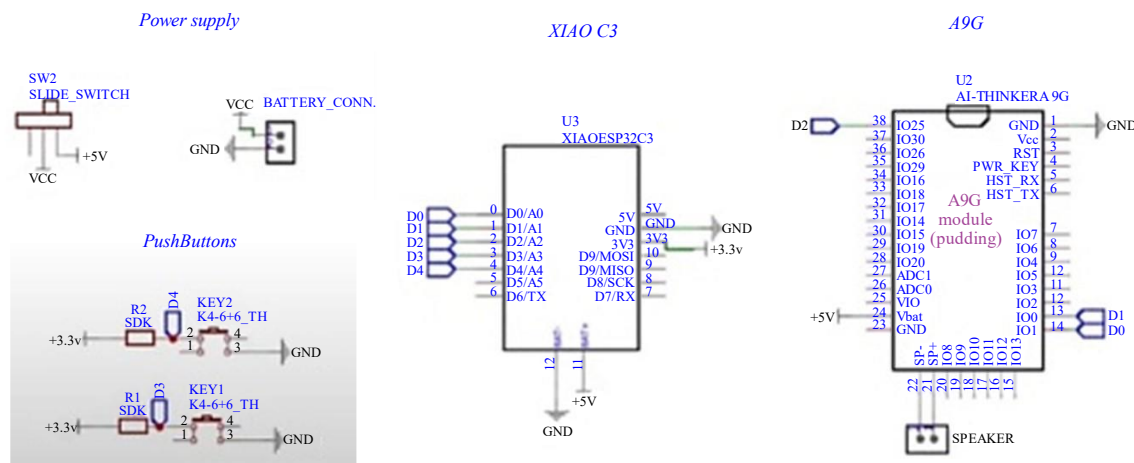 Power supply
SW2
SLIDE_SWITCH
+5V
VCC
VCC
BATTERY_CONN.
GND
PushButtons
D4
R2
SDK
KEY2
K4-6+6_TH
+3.3v
2
4
1
3
GND
D3
R1
SDK
KEY1
K4-6+6_TH
+3.3v
2
4
1
3
GND
XIAO C3
U3
XIAOESP32C3
D0
0
D0/A0
D1
1
D1/A1
D2
2
D2/A2
D3
3
D3/A3
D4
4
D4/A4
5
D5/A5
6
D6/TX
5V
5V
GND
GND
GND
3V3
3V3
+3.3v
D9/MOSI
10
D9/MISO
9
D8/SCK
8
D7/RX
7
12
11
+5V
GND
A9G
U2
AI-THINKERA 9G
D2
38
IO25
37
IO30
36
IO26
35
IO29
34
IO16
33
IO18
32
IO17
31
IO14
30
IO15
29
IO19
28
IO20
27
ADC1
26
ADC0
25
VIO
+5V
24
Vbat
23
GND
A9G
module
(pudding)
GND
1
GND
Vcc
2
RST
3
PWR_KEY
4
HST_RX
5
HST_TX
6
IO7
7
IO6
8
IO4
9
IO5
12
IO3
11
IO2
12
IO0
13
D1
IO1
14
D0
SP-
SP+
IO8
IO9
IO10
IO11
IO12
IO13
22
21
20
19
18
17
16
15
SPEAKER